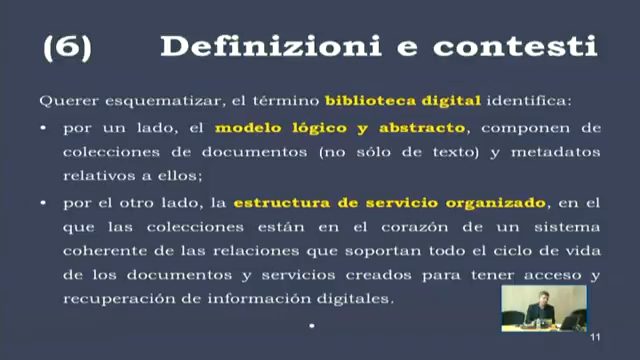 (6) Definizioni e contesti
Querer esquematizar, el término biblioteca digital identifica:
• por un lado, el modelo lógico y abstracto, componen de
colecciones de documentos (no sólo de texto) y metadatos
relativos a ellos;
• por el otro lado, la estructura de servicio organizado, en el
que las colecciones están en el corazón de un sistema
coherente de las relaciones que soportan todo el ciclo de vida
de los documentos y servicios creados para tener acceso y
recuperación de información digitales.
•
11